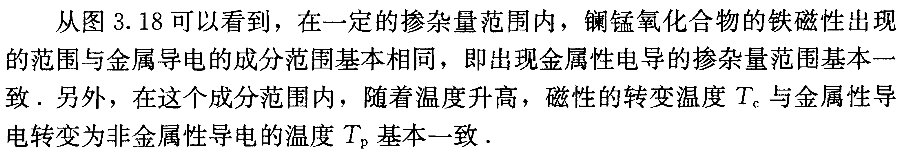 从图 3.18 可以看到，在一定的掺杂量范围内，镧锰氧化合物的铁磁性出现
的范围与金属导电的成分范围基本相同，即出现金属性电导的掺杂量范围基本一
致．另外，在这个成分范围内，随着温度升高，磁性的转变温度 Tc 与金属性导
电转变为非金属性导电的温度 Tp 基本一致．